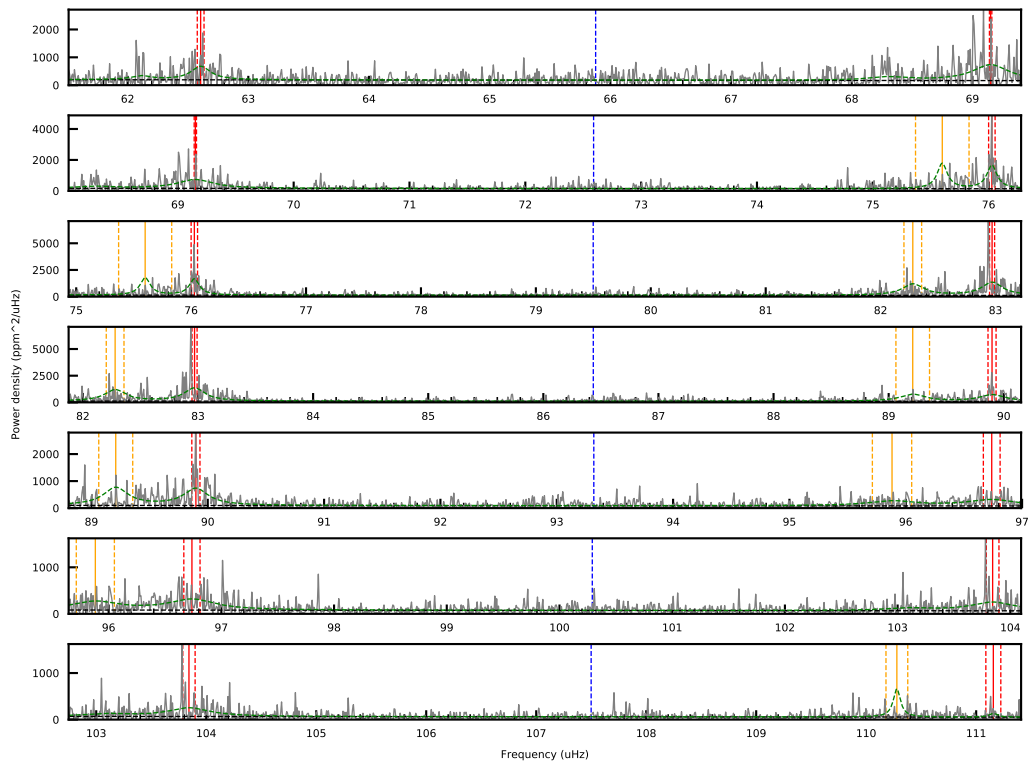 2000
1000
0
62 63 64 65 66 67 68 69
4000
2000
0
69 70 71 72 73 74 75 76
5000
2500
0
75 76 77 78 79 80 81 82 83
5000
2500
0
82 83 84 85 86 87 88 89 90
Power density (ppm^2/uHz)
2000
1000
0
89 90 91 92 93 94 95 96 97
1000
0
96 97 98 99 100 101 102 103 104
1000
0
103 104 105 106 107 108 109 110 111
Frequency (uHz)